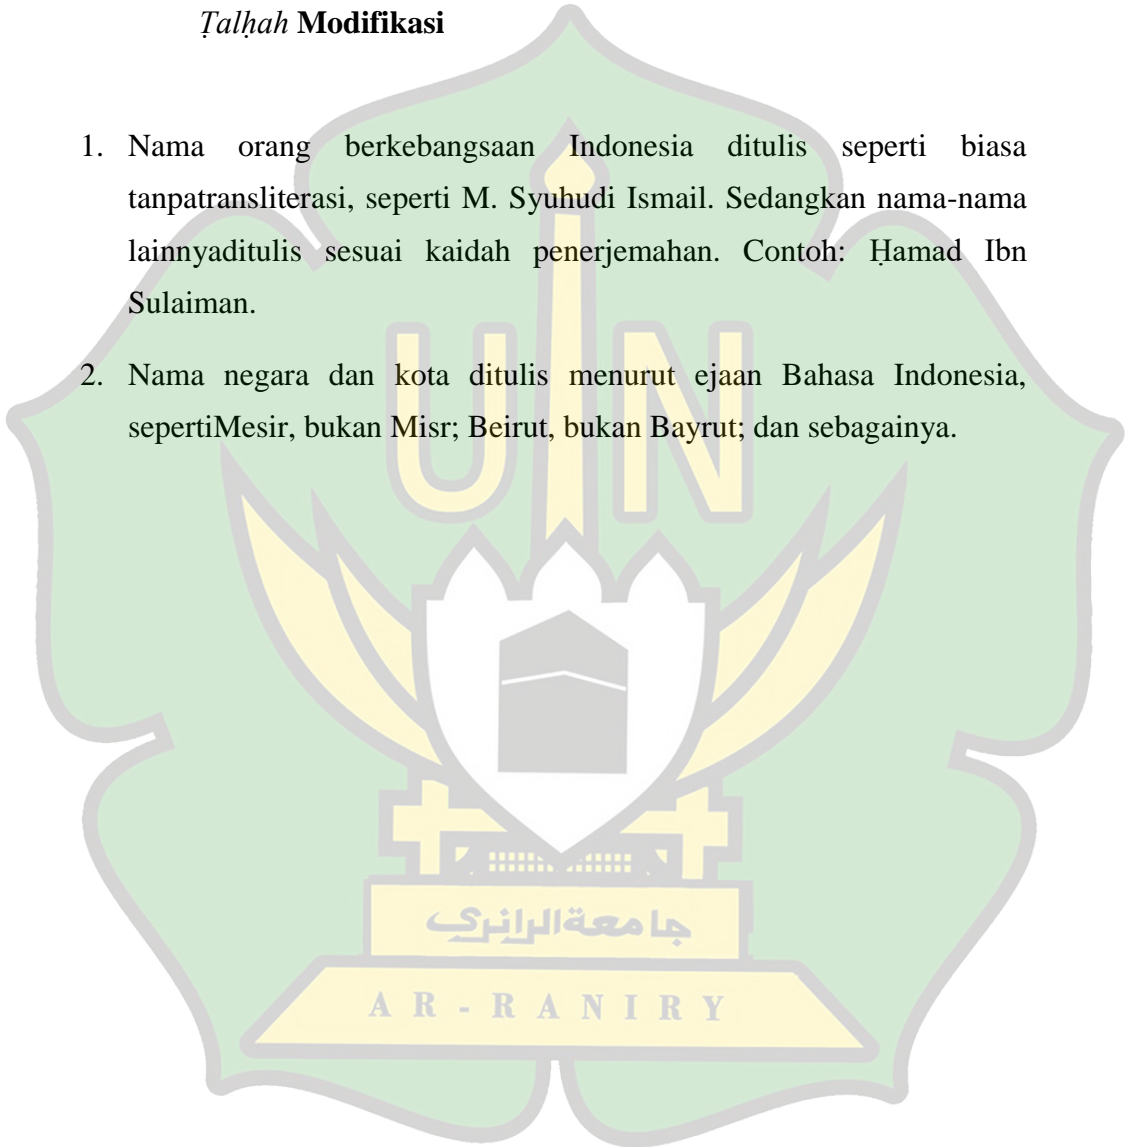 Ṭalḥah Modifikasi
1. Nama orang berkebangsaan Indonesia ditulis seperti biasa
tanpatransliterasi, seperti M. Syuhudi Ismail. Sedangkan nama-nama
lainnyaditulis sesuai kaidah penerjemahan. Contoh: Ḥamad Ibn
Sulaiman.
2. Nama negara dan kota ditulis menurut ejaan Bahasa Indonesia,
sepertiMesir, bukan Misr; Beirut, bukan Bayrut; dan sebagainya.
UIN
جامعةالرانرى
AR-RANIRY